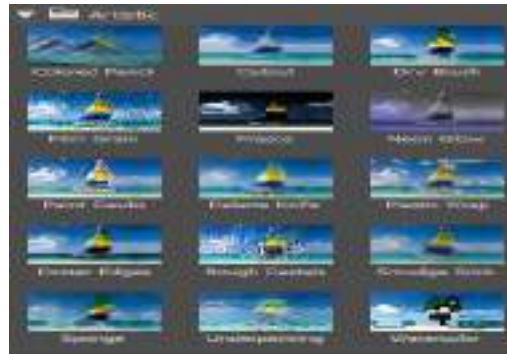 Artistic
Colored Pencil Cutout Dry Brush
Film Grain Fresco Neon Glow
Paint Daubs Palette Knife Plastic Wrap
Poster Edges Rough Pastels Smudge Stick
Sponge Underpainting Watercolor